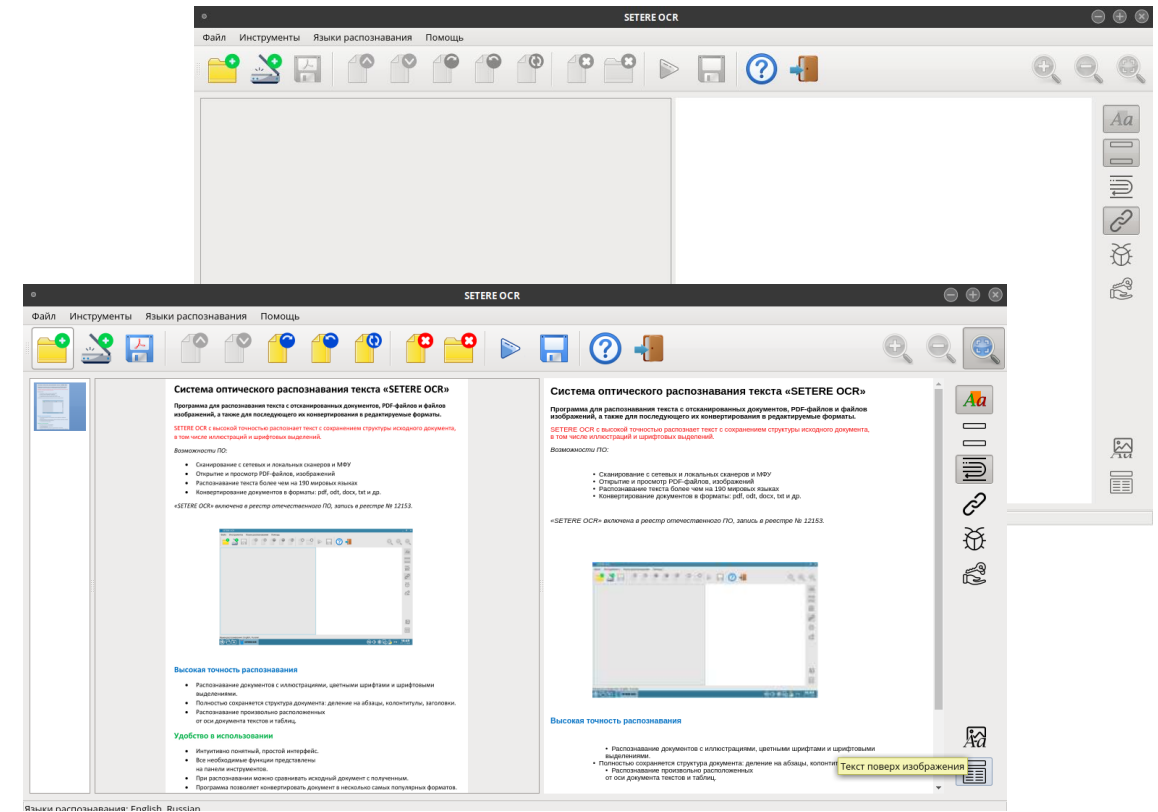 SETERE OCR
Файл Инструменты Языки распознавания Помощь
Aa
SETERE OCR
Файл Инструменты Языки распознавания Помощь
Система оптического распознавания текста «SETERE OCR»
Программа для распознавания текста с отсканированных документов, PDF-файлов и файлов
изображений, а также для последующего их конвертирования в редактируемые форматы.
SETERE OCR с высокой точностью распознает текст с сохранением структуры исходного документа,
в том числе иллюстраций и шрифтовых выделений.
Возможности ПО:
• Сканирование с сетевых и локальных сканеров и МФУ
• Открытие и просмотр PDF-файлов, изображений
• Распознавание текста более чем на 190 мировых языках
• Конвертирование документов в форматы: pdf, odt, docx, txt и др.
«SETERE OCR» включена в реестр отечественного ПО, запись в реестре № 12153.
Высокая точность распознавания
• Распознавание документов с иллюстрациями, цветными шрифтами и шрифтовыми
выделениями.
• Полностью сохраняется структура документа: деление на абзацы, колонтитулы, заголовки.
• Распознавание произвольно расположенных
от оси документа текстов и таблиц.
Удобство в использовании
• Интуитивно понятный, простой интерфейс.
• Все необходимые функции представлены
на панели инструментов.
• При распознавании можно сравнивать исходный документ с полученным.
• Программа позволяет конвертировать документ в несколько самых популярных форматов.
Система оптического распознавания текста «SETERE OCR»
Программа для распознавания текста с отсканированных документов, PDF-файлов и файлов
изображений, а также для последующего их конвертирования в редактируемые форматы.
SETERE OCR с высокой точностью распознает текст с сохранением структуры исходного документа,
в том числе иллюстраций и шрифтовых выделений.
Возможности ПО:
• Сканирование с сетевых и локальных сканеров и МФУ
• Открытие и просмотр PDF-файлов, изображений
• Распознавание текста более чем на 190 мировых языках
• Конвертирование документов в форматы: pdf, odt, docx, txt и др.
«SETERE OCR» включена в реестр отечественного ПО, запись в реестре № 12153.
Высокая точность распознавания
• Распознавание документов с иллюстрациями, цветными шрифтами и шрифтовыми
выделениями.
• Полностью сохраняется структура документа: деление на абзацы, колонти
• Распознавание произвольно расположенных
от оси документа текстов и таблиц.
Aa
Текст поверх изображения
Языки распознавания: English, Russian